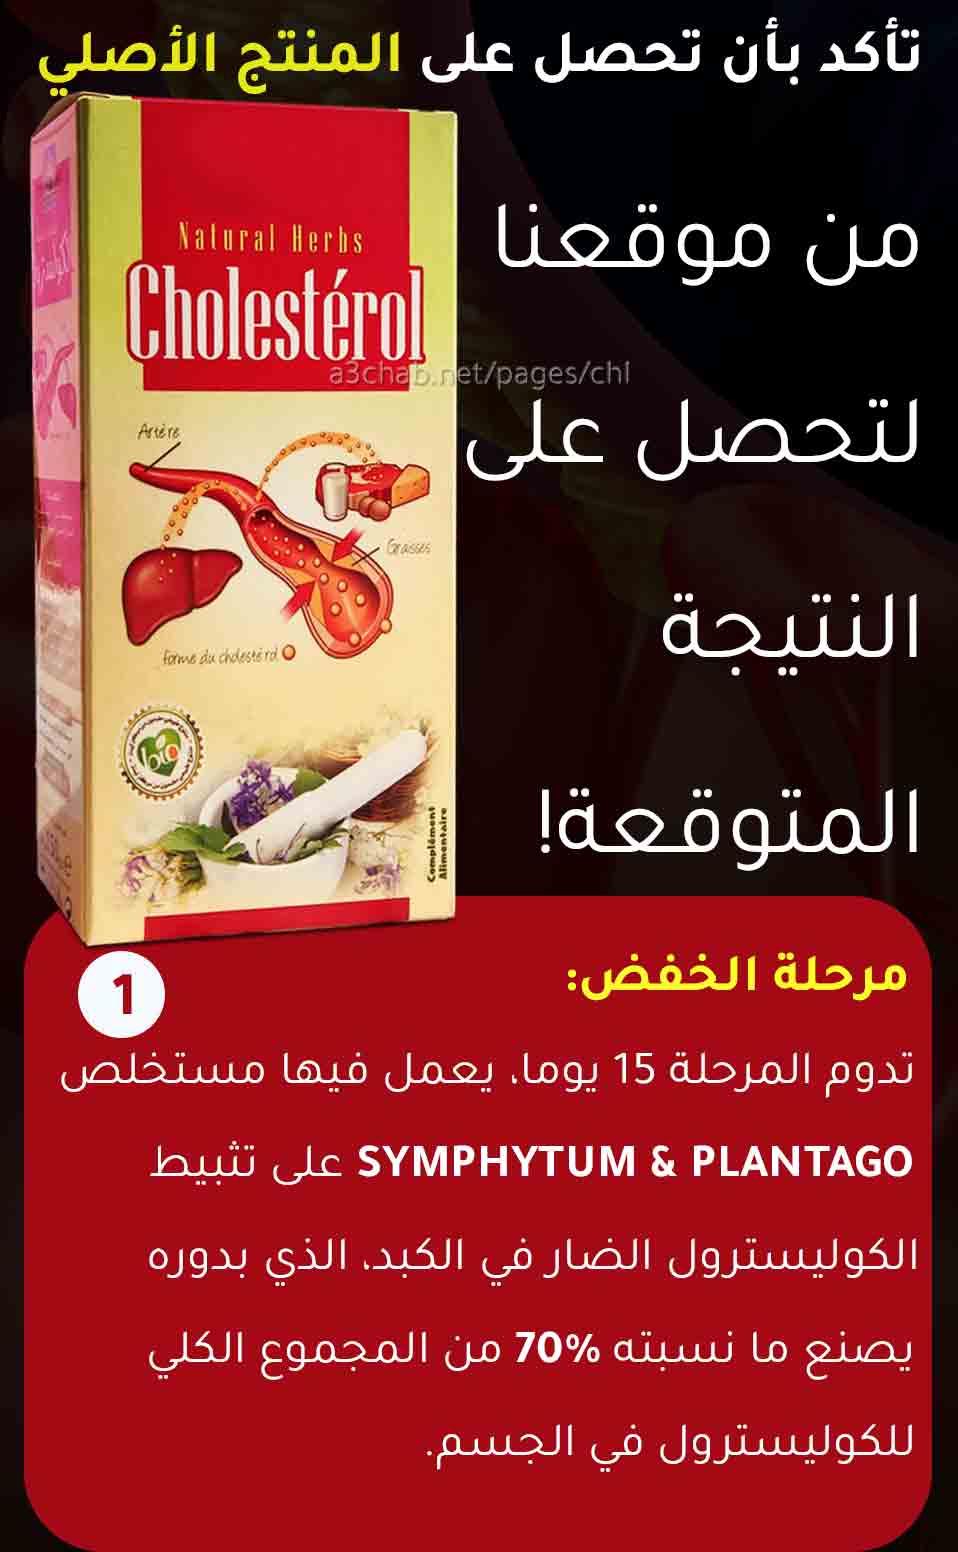 تأكد بأن تحصل على المنتج الأصلي
من موقعنا
لتحصل على
النتيجة
المتوقعة!
Natural Herbs
Cholestérol
a3chab.net/pages/chl
Artère
Graisses
forme du cholestérol
bio
Complément
Alimentaire
1
مرحلة الخفض:
تدوم المرحلة 15 يوما، يعمل فيها مستخلص
SYMPHYTUM & PLANTAGO على تثبيط
الكوليسترول الضار في الكبد، الذي بدوره
يصنع ما نسبته 70% من المجموع الكلي
للكوليسترول في الجسم.